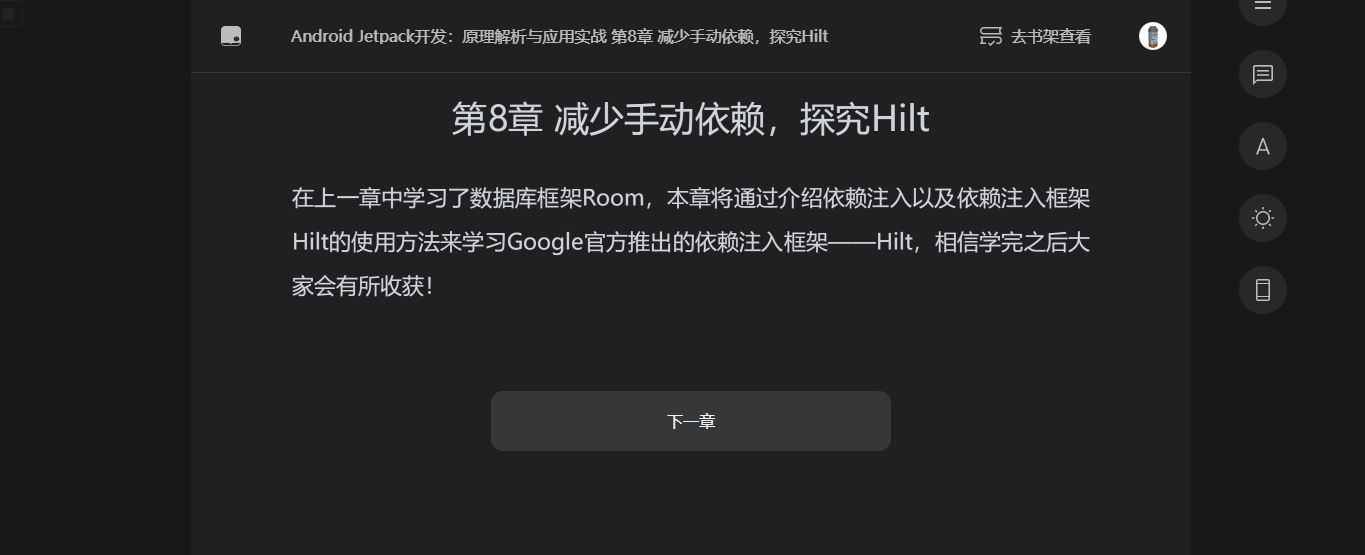 Android Jetpack开发：原理解析与应用实战 第8章 减少手动依赖，探究Hilt
去书架查看
第8章 减少手动依赖，探究Hilt
在上一章中学习了数据库框架Room，本章将通过介绍依赖注入以及依赖注入框架
Hilt的使用方法来学习Google官方推出的依赖注入框架——Hilt，相信学完之后大
家会有所收获！
下一章
A